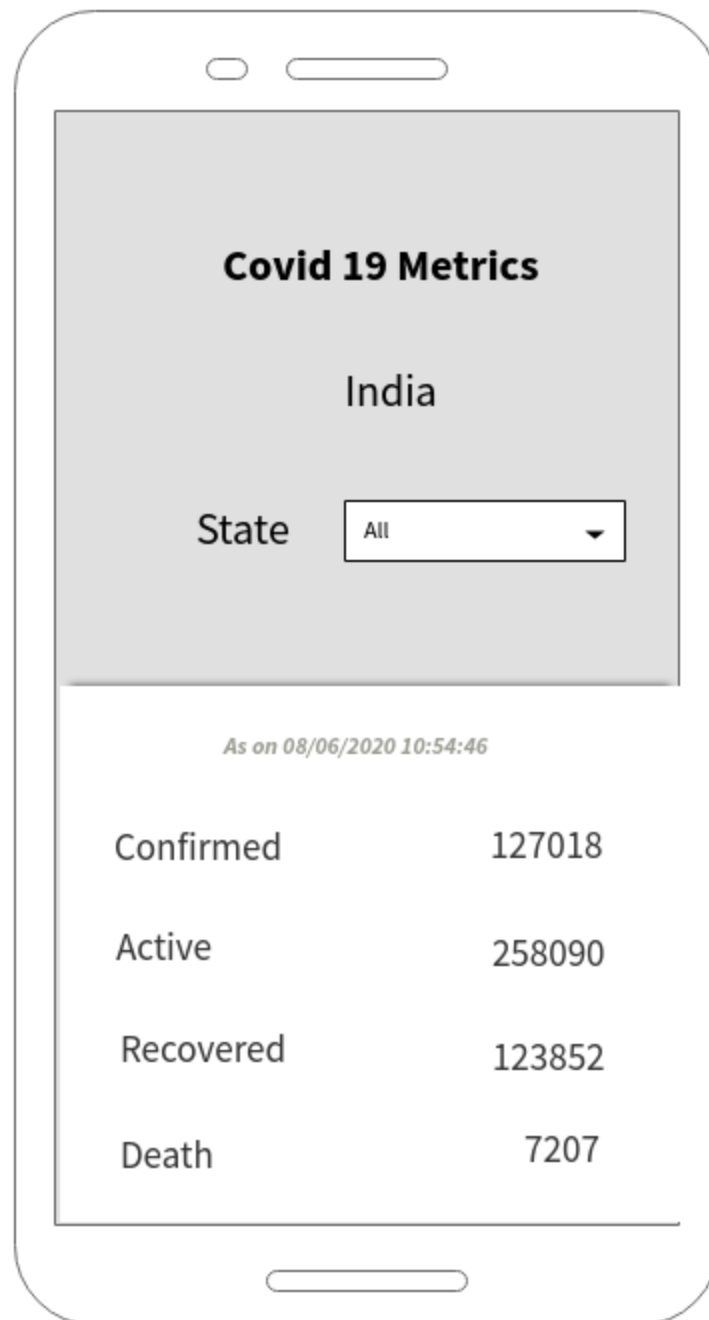 Covid 19 Metrics
India
State All
As on 08/06/2020 10:54:46
Confirmed 127018
Active 258090
Recovered 123852
Death 7207